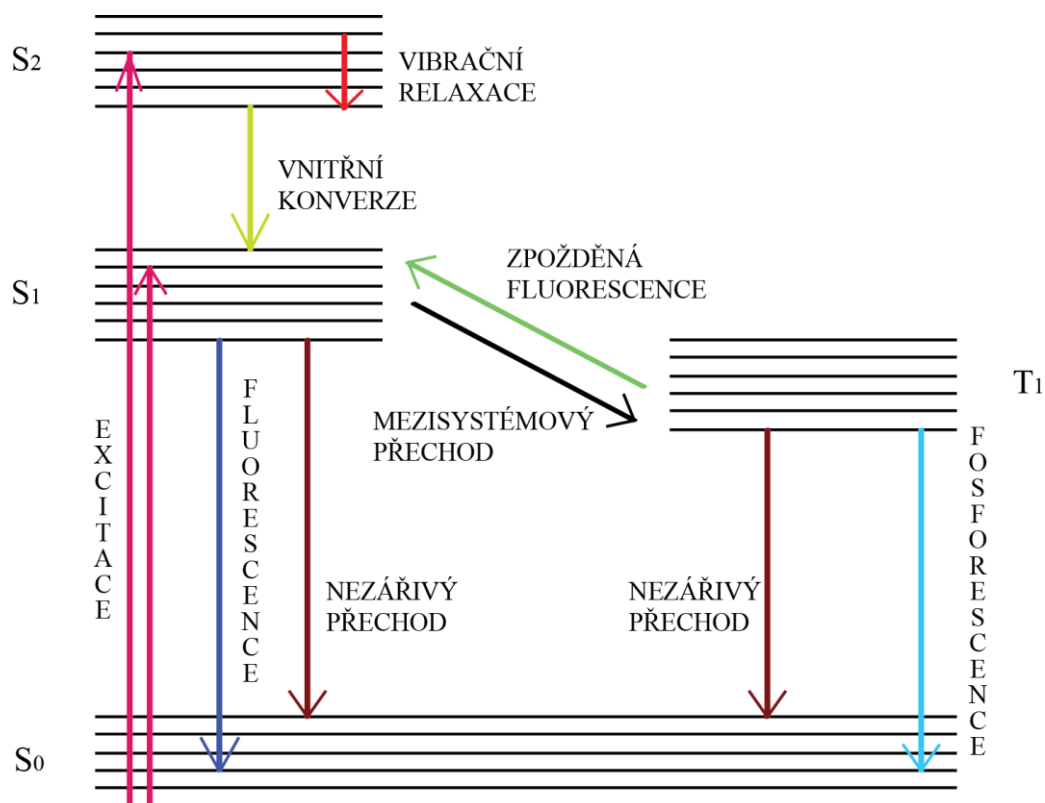 S2
VIBRAČNÍ
RELAXACE
VNITŘNÍ
KONVERZE
S1
ZPOŽDĚNÁ
FLUORESCENCE
T1
MEZISYSTÉMOVÝ
PŘECHOD
EXCITACE
FLUORESCENCE
NEZÁŘIVÝ
PŘECHOD
NEZÁŘIVÝ
PŘECHOD
FOSFORESCENCE
S0